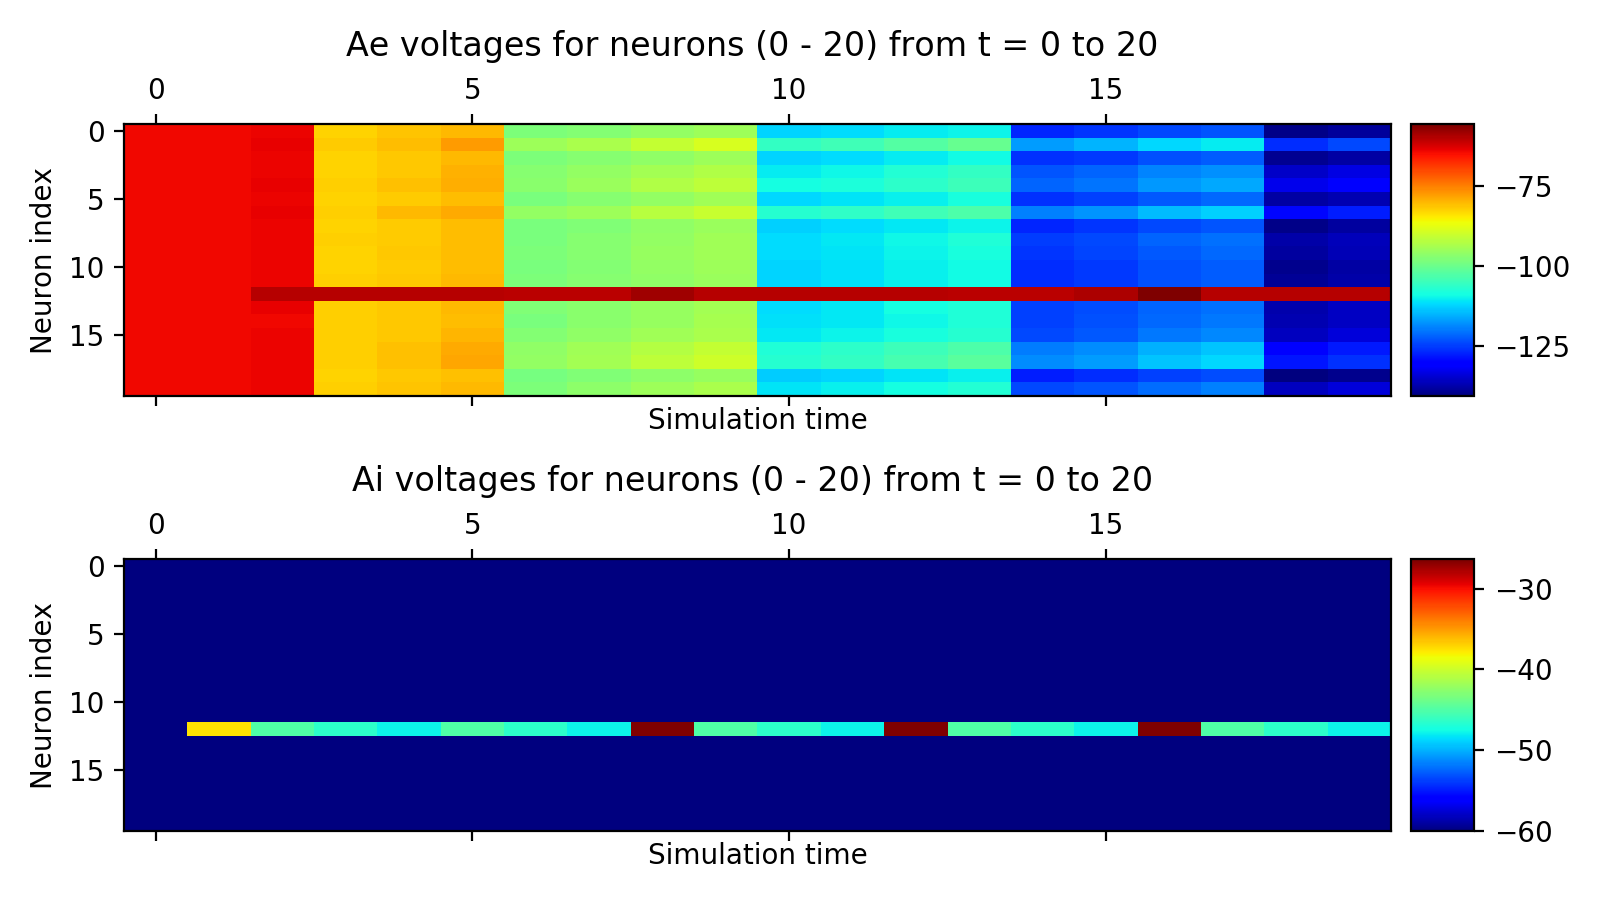 Ae voltages for neurons (0 - 20) from t = 0 to 20
0 5 10 15
Neuron index
0
5
10
15
Simulation time
−75
−100
−125
Ai voltages for neurons (0 - 20) from t = 0 to 20
0 5 10 15
Neuron index
0
5
10
15
Simulation time
−30
−40
−50
−60